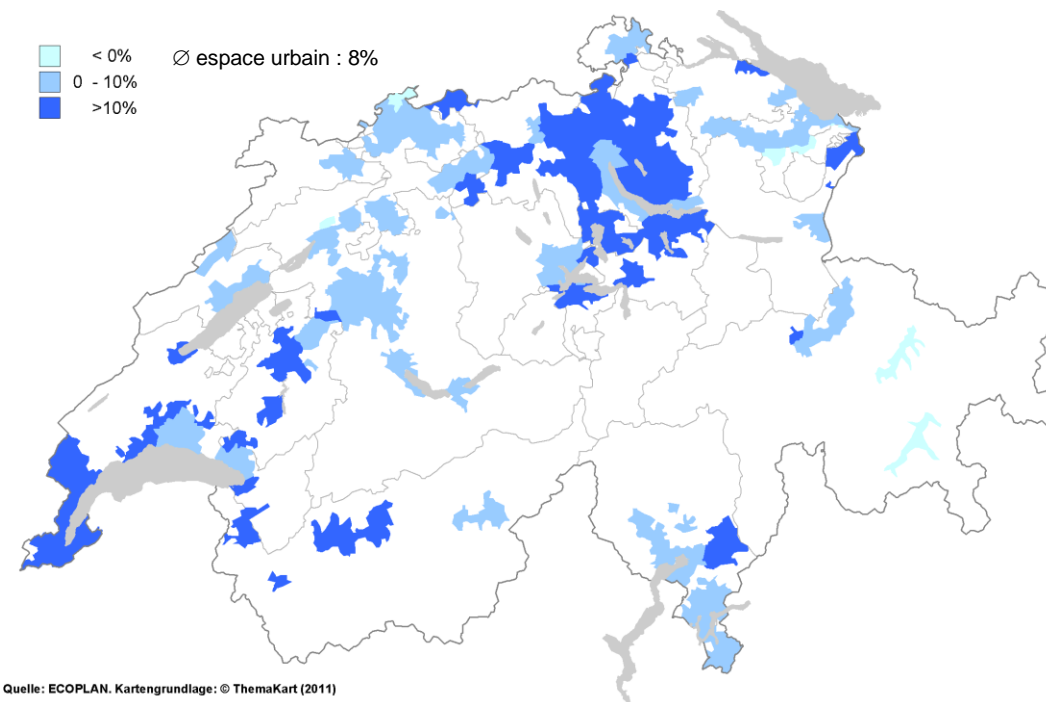 < 0%
0 - 10%
>10%
∅ espace urbain : 8%
Quelle: ECOPLAN. Kartengrundlage: © ThemaKart (2011)